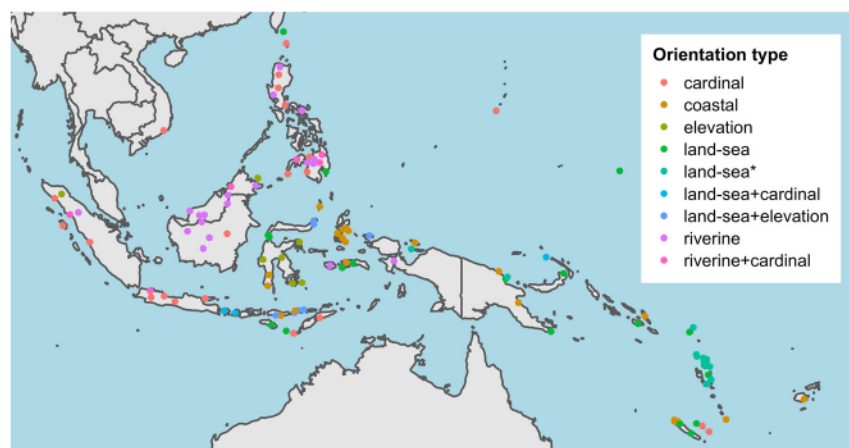 Orientation type
cardinal
coastal
elevation
land-sea
land-sea*
land-sea+cardinal
land-sea+elevation
riverine
riverine+cardinal